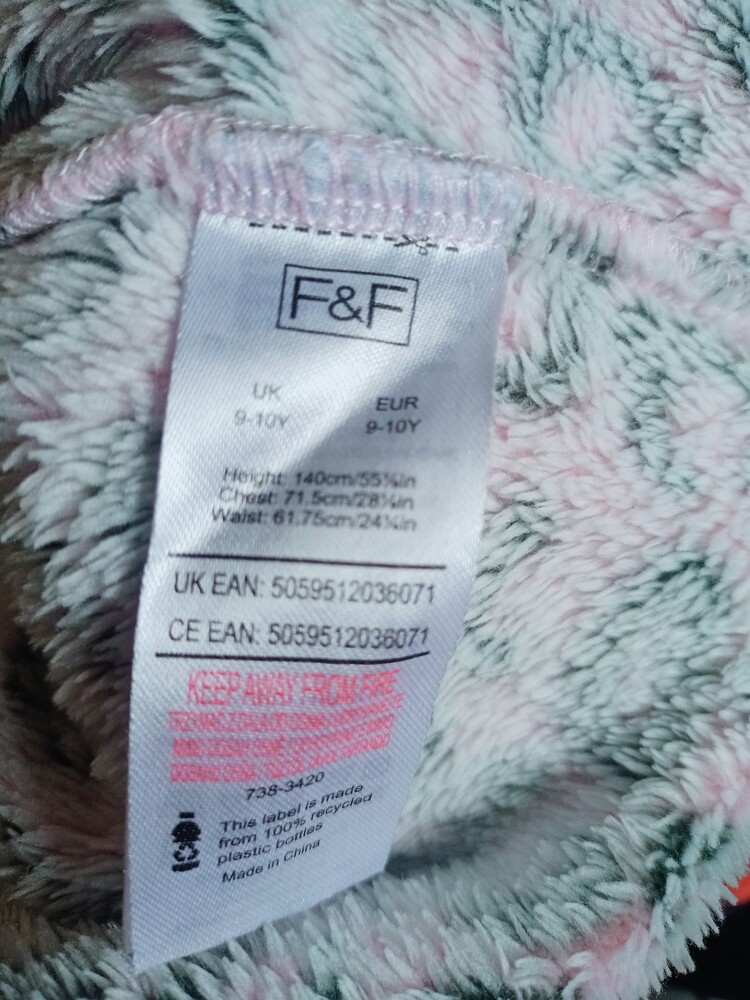 F&F
UK EUR
9-10Y 9-10Y
Height: 140cm/55¼in
Chest: 71.5cm/28¼in
Waist: 61.75cm/24¼in
UK EAN: 5059512036071
CE EAN: 5059512036071
KEEP AWAY FROM FIRE
738-3420
This label is made
from 100% recycled
plastic bottles
Made in China